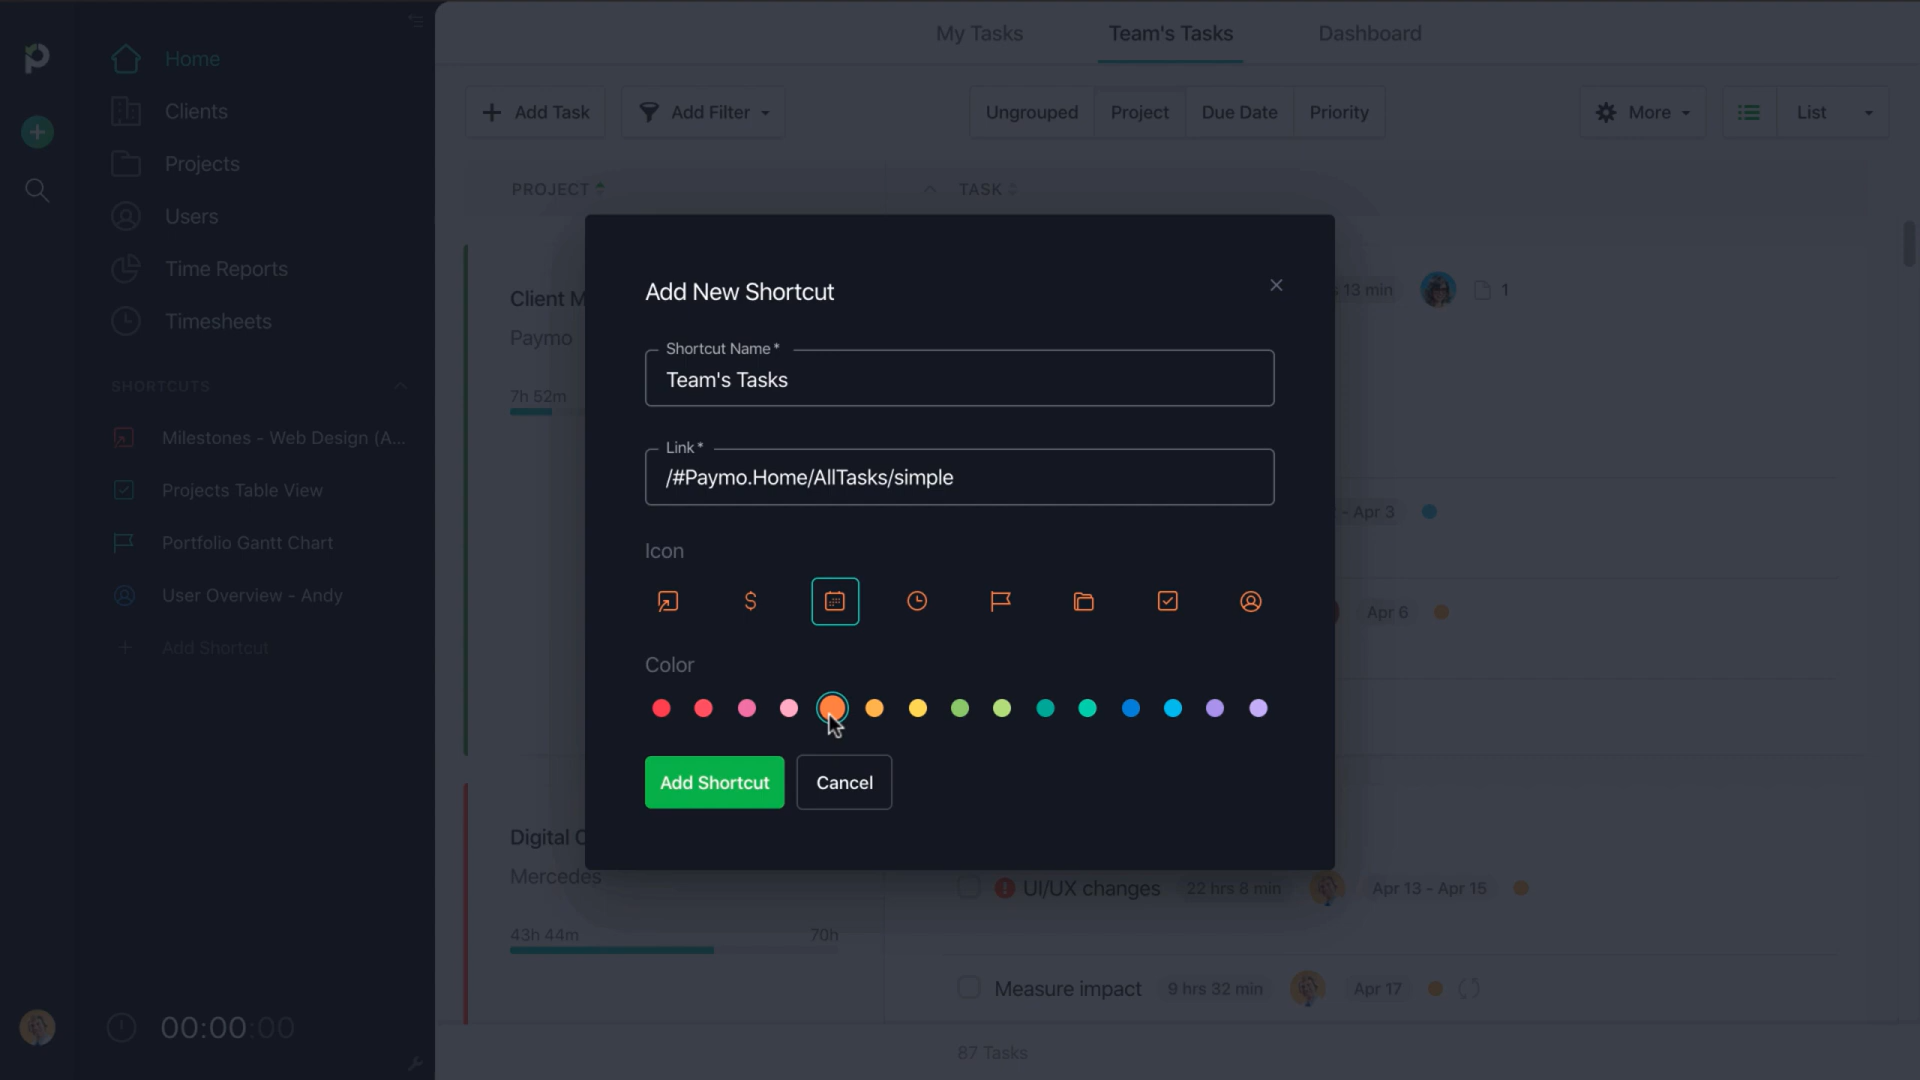 Home
Clients
Projects
Users
Time Reports
Timesheets
SHORTCUTS
Milestones - Web Design (A...
Projects Table View
Portfolio Gantt Chart
User Overview - Andy
Add Shortcut
00:00:00
My Tasks Team's Tasks Dashboard
Add Task Add Filter Ungrouped Project Due Date Priority More List
PROJECT TASK
Client M
Paymo
7h 52m
13 min 1
- Apr 3
Apr 6
Add New Shortcut
Shortcut Name*
Team's Tasks
Link*
/#Paymo.Home/AllTasks/simple
Icon
Color
Add Shortcut Cancel
Digital C
Mercedes
43h 44m 70h
UI/UX changes 22 hrs 8 min Apr 13 - Apr 15
Measure impact 9 hrs 32 min Apr 17
87 Tasks